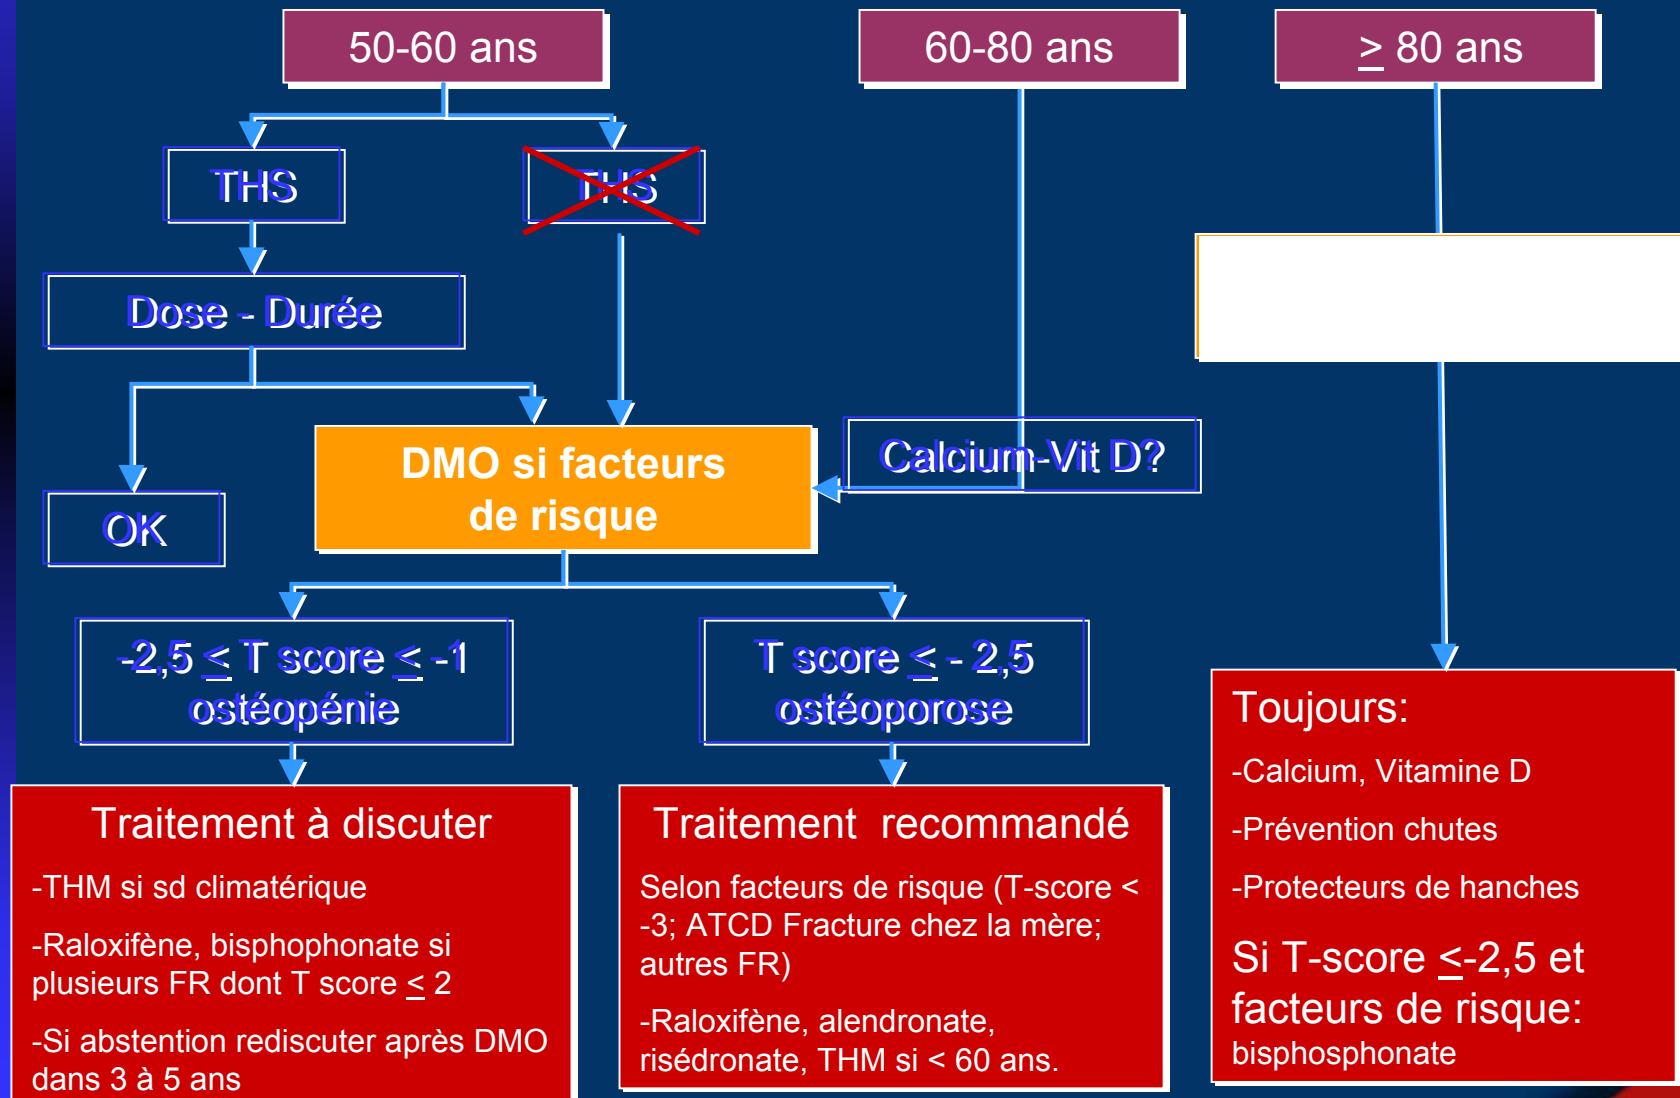 50-60 ans
60-80 ans
≥ 80 ans
THS
THS
Dose - Durée
DMO si facteurs
de risque
Calcium-Vit D?
OK
-2,5 ≤ T score ≤ -1
ostéopénie
T score ≤ - 2,5
ostéoporose
Traitement à discuter
-THM si sd climatérique
-Raloxifène, bisphophonate si
plusieurs FR dont T score ≤ 2
-Si abstention rediscuter après DMO
dans 3 à 5 ans
Traitement recommandé
Selon facteurs de risque (T-score <
-3; ATCD Fracture chez la mère;
autres FR)
-Raloxifène, alendronate,
risédronate, THM si < 60 ans.
Toujours:
-Calcium, Vitamine D
-Prévention chutes
-Protecteurs de hanches
Si T-score ≤-2,5 et
facteurs de risque:
bisphosphonate